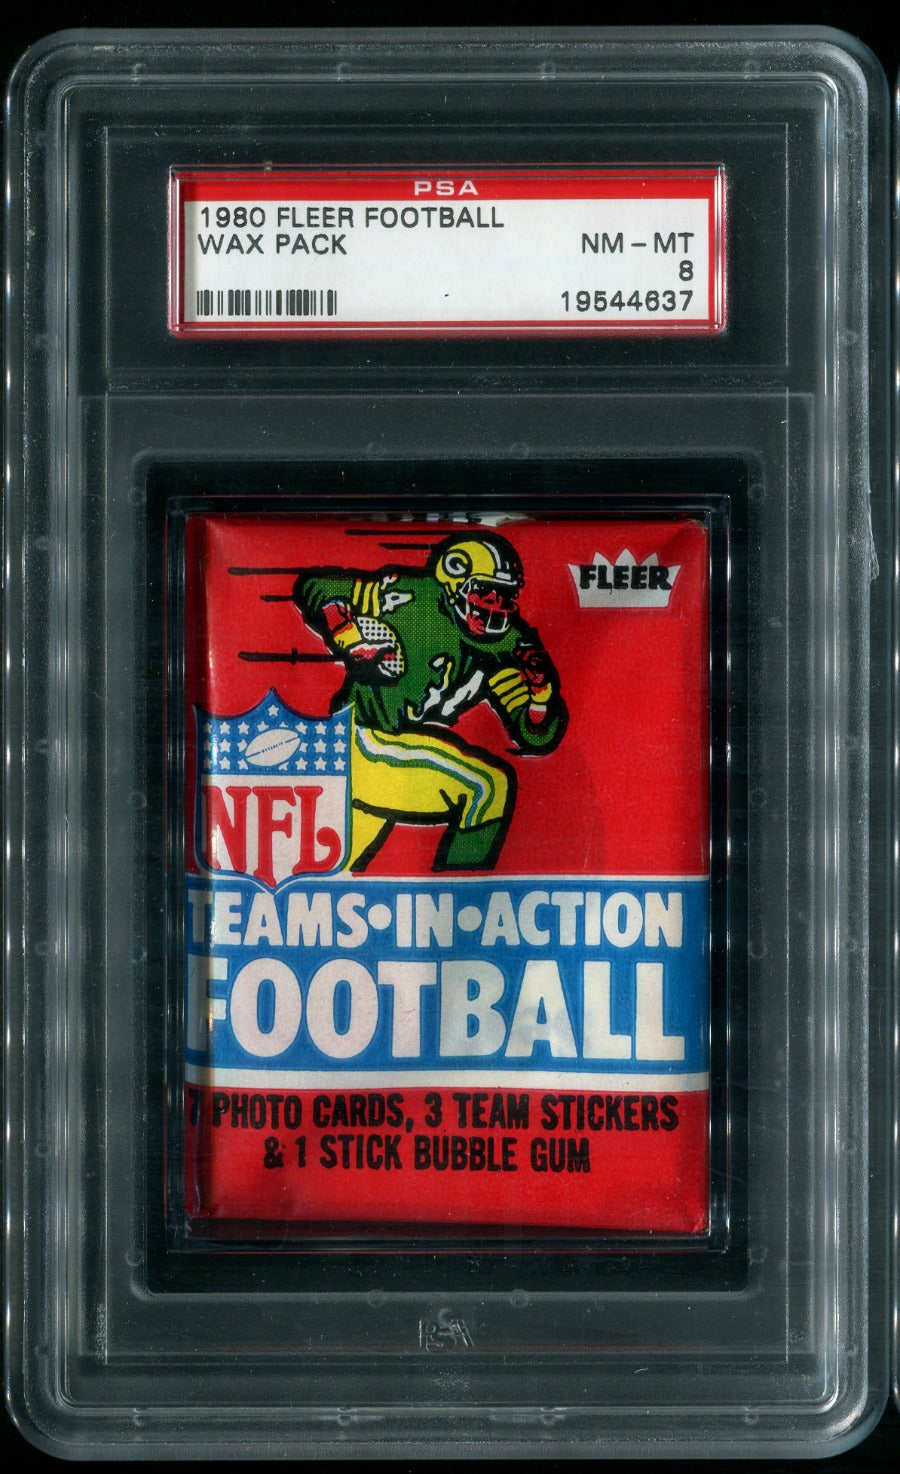 PSA
1980 FLEER FOOTBALL
WAX PACK
NM - MT
8
19544637
FLEER
G
NFL
TEAMS•IN•ACTION
FOOTBALL
7 PHOTO CARDS, 3 TEAM STICKERS
& 1 STICK BUBBLE GUM
PSA